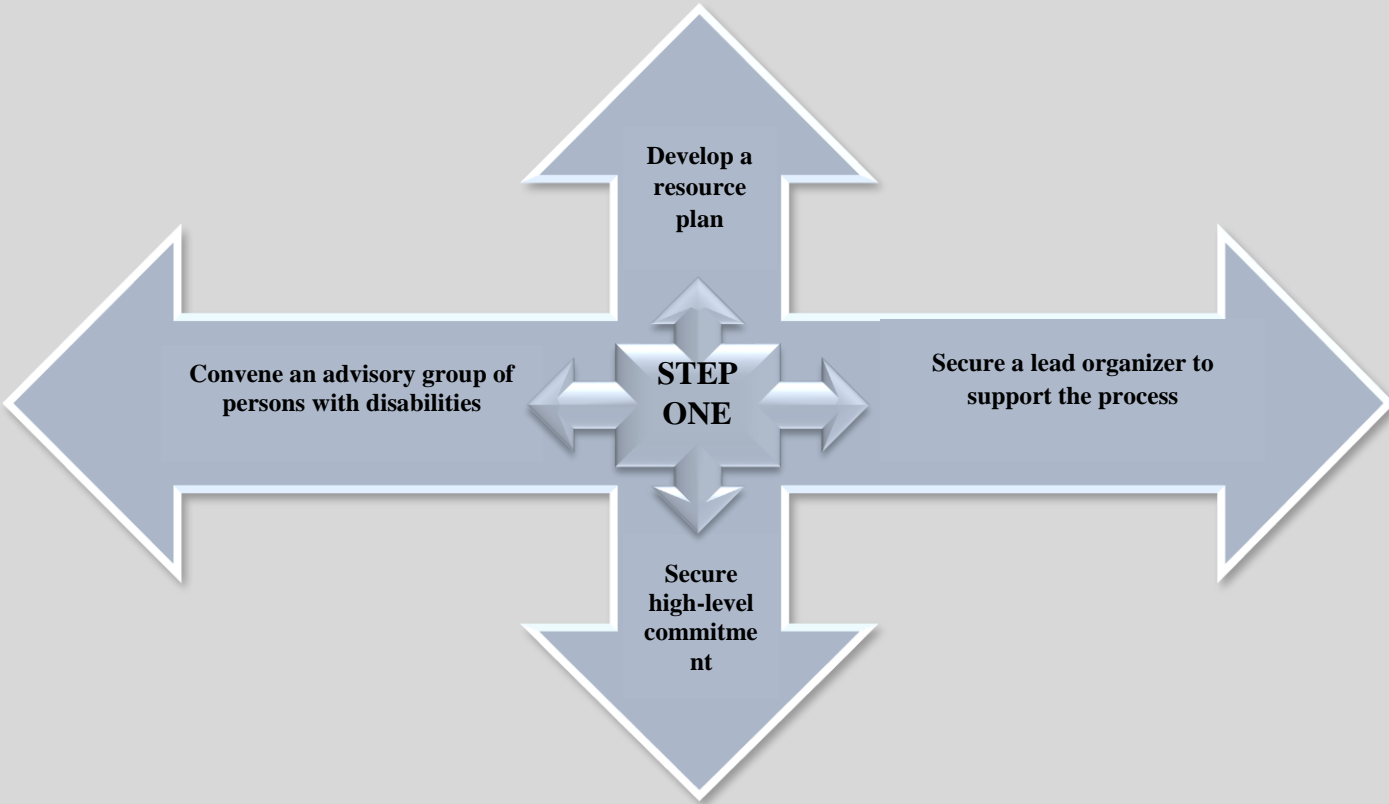 Develop a
resource
plan
Convene an advisory group of
persons with disabilities
STEP
ONE
Secure a lead organizer to
support the process
Secure
high-level
commitme
nt